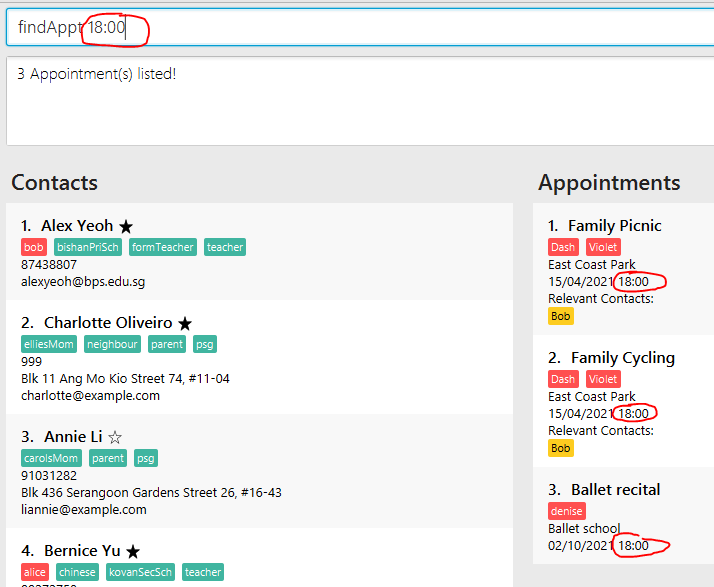 findAppt 18:00
3 Appointment(s) listed!
Contacts
1. Alex Yeoh ★
bob bishanPriSch formTeacher teacher
87438807
alexyeoh@bps.edu.sg
2. Charlotte Oliveiro ★
elliesMom neighbour parent psg
999
Blk 11 Ang Mo Kio Street 74, #11-04
charlotte@example.com
3. Annie Li ☆
carolsMom parent psg
91031282
Blk 436 Serangoon Gardens Street 26, #16-43
liannie@example.com
4. Bernice Yu ★
alice chinese kovanSecSch teacher
Appointments
1. Family Picnic
Dash Violet
East Coast Park
15/04/2021 18:00
Relevant Contacts:
Bob
2. Family Cycling
Dash Violet
East Coast Park
15/04/2021 18:00
Relevant Contacts:
Bob
3. Ballet recital
denise
Ballet school
02/10/2021 18:00